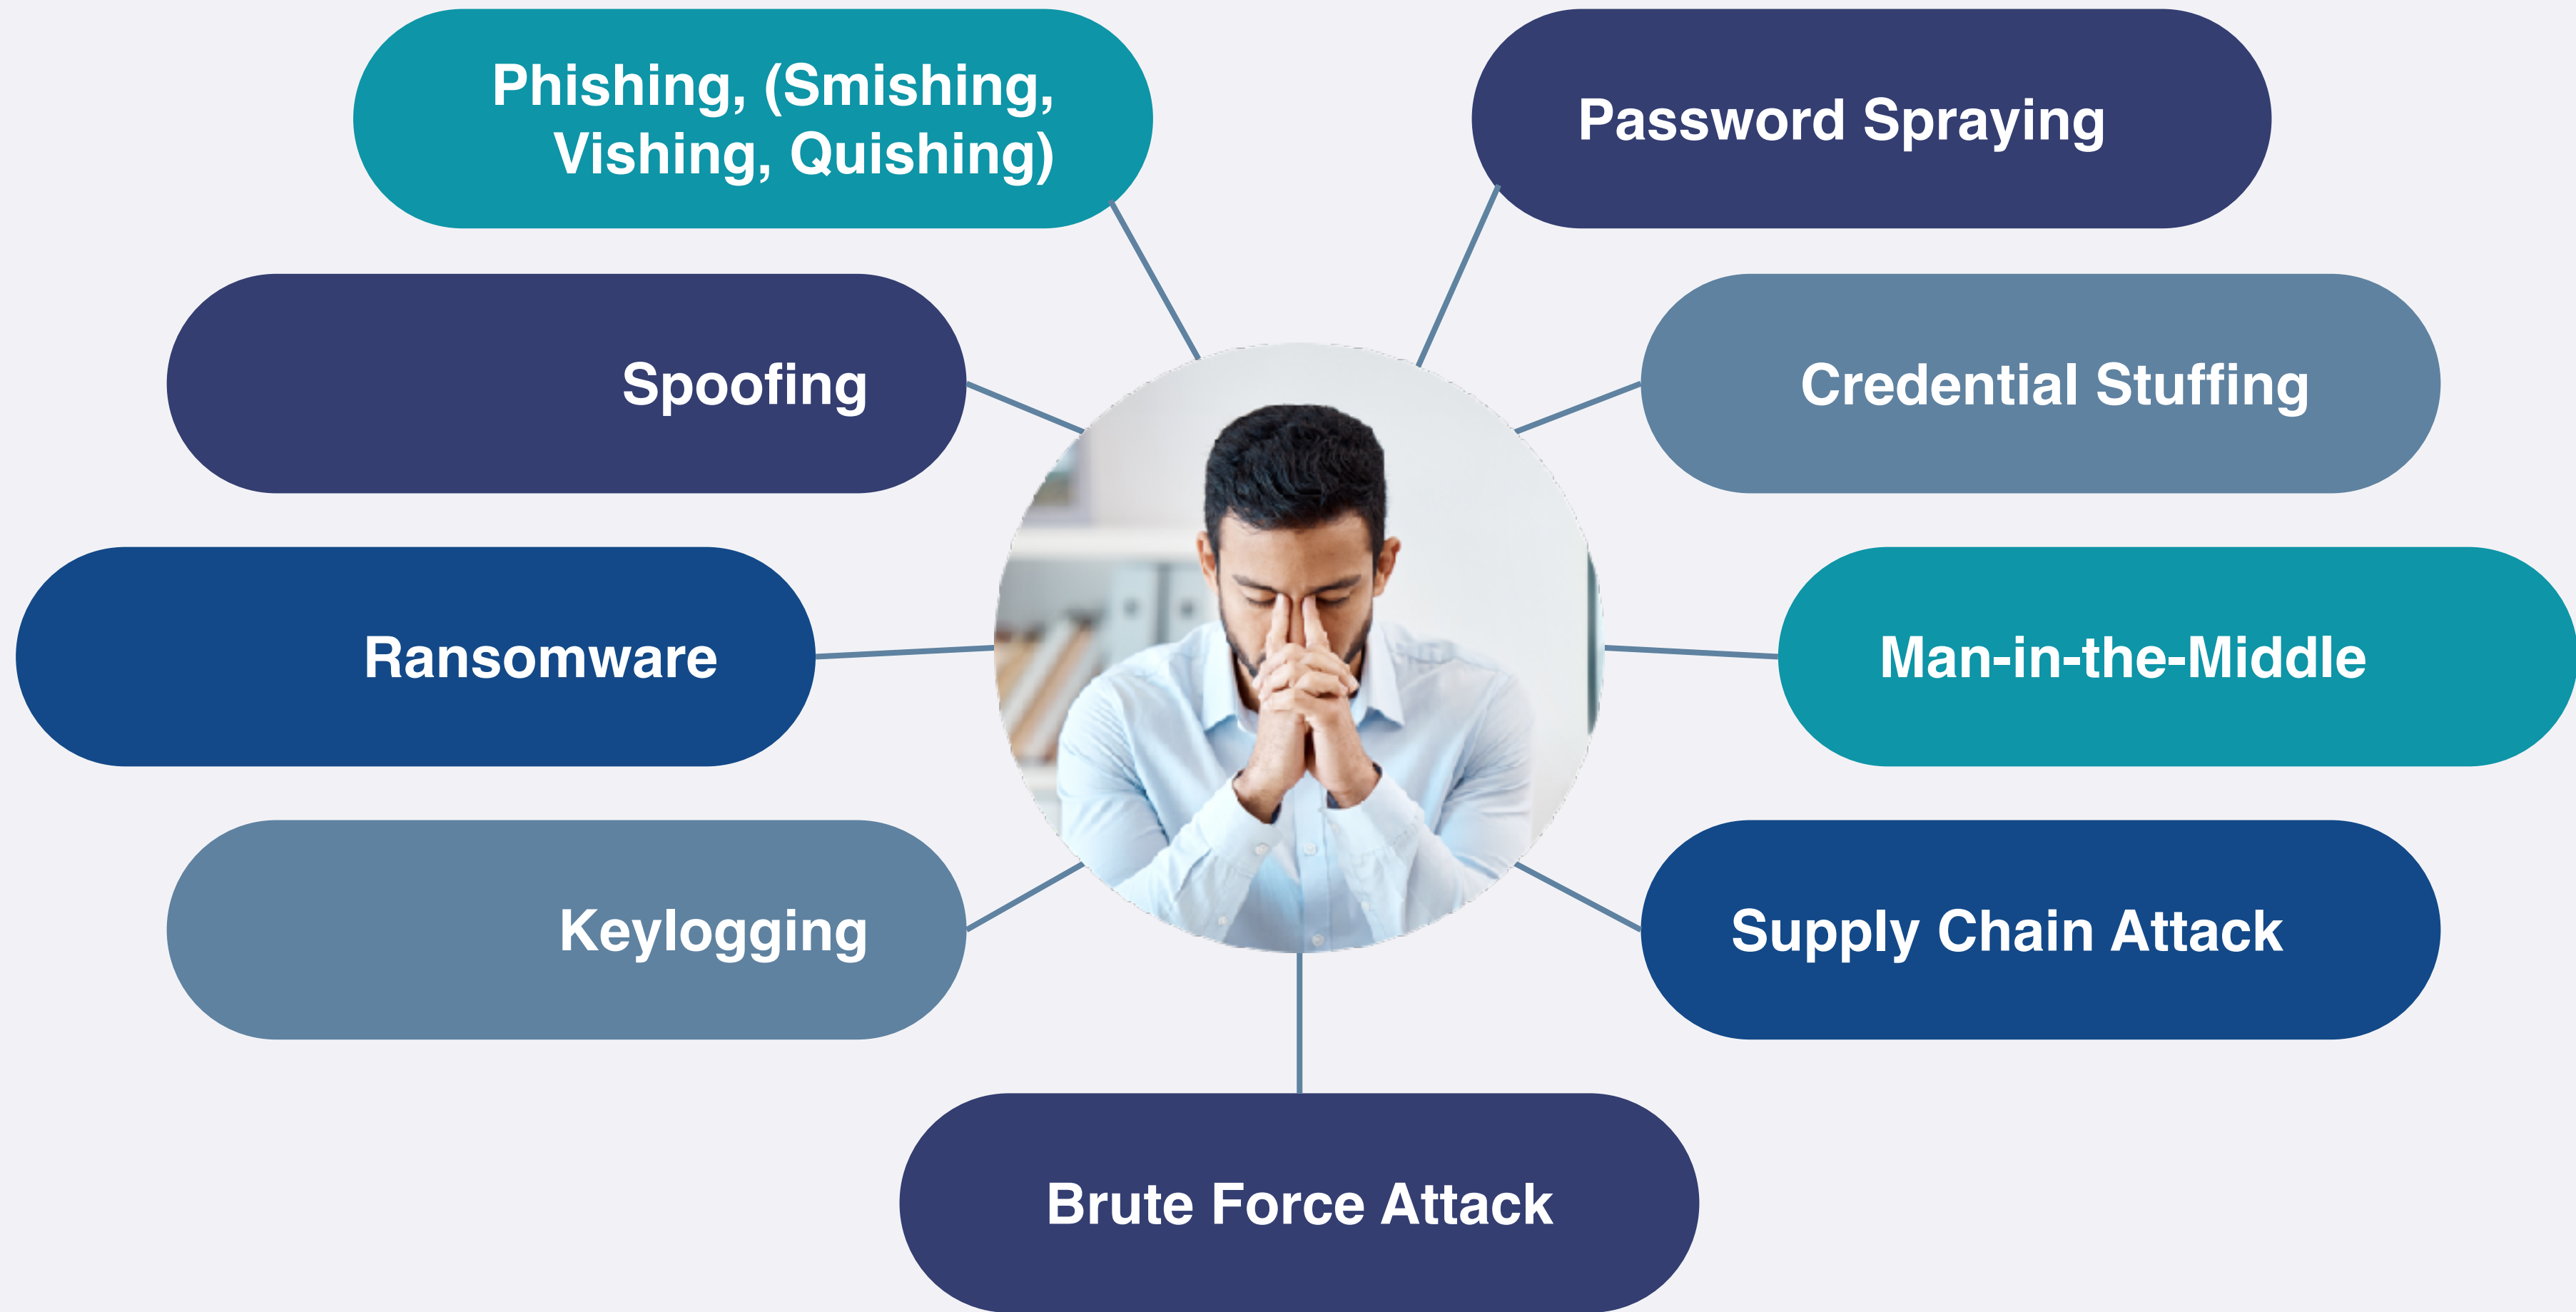 Phishing, (Smishing,
Vishing, Quishing)
Password Spraying
Spoofing
Credential Stuffing
Ransomware
Man-in-the-Middle
Keylogging
Supply Chain Attack
Brute Force Attack